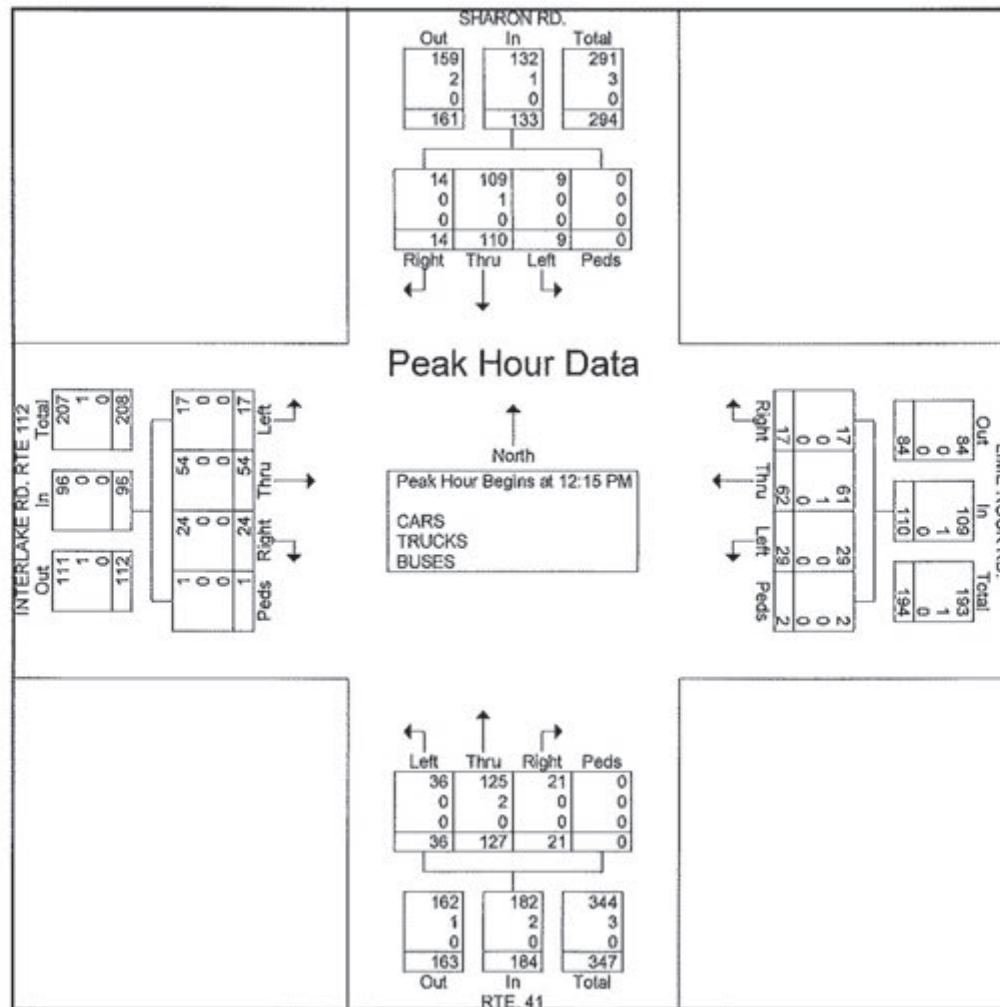 SHARON RD.
Out In Total
159 132 291
2 1 3
0 0 0
161 133 294
14 109 9 0
0 1 0 0
0 0 0 0
14 110 9 0
Right Thru Left Peds
Peak Hour Data
North
Peak Hour Begins at 12:15 PM
CARS
TRUCKS
BUSES
INTERLAKE RD. RTE 112
Out In Total
111 96 207
1 0 1
0 0 0
112 96 208
1 24 54 17
0 0 0 0
0 0 0 0
1 24 54 17
Peds Right Thru Left
RD.
Out In Total
84 109 193
0 1 1
0 0 0
84 110 194
17 61 29 2
0 1 0 0
0 0 0 0
17 62 29 2
Right Thru Left Peds
Left Thru Right Peds
36 125 21 0
0 2 0 0
0 0 0 0
36 127 21 0
162 182 344
1 2 3
0 0 0
163 184 347
Out In Total
RTE. 41